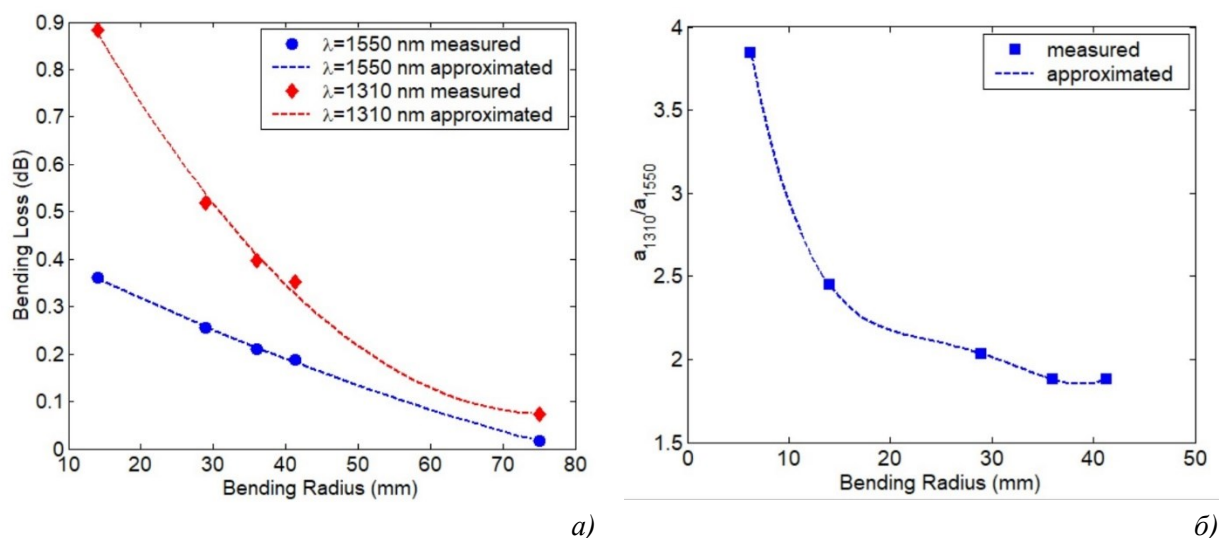 0.9
0.8
0.7
0.6
0.5
0.4
0.3
0.2
0.1
0
Bending Loss (dB)
λ=1550 nm measured
λ=1550 nm approximated
λ=1310 nm measured
λ=1310 nm approximated
10 20 30 40 50 60 70 80
Bending Radius (mm)
а)
4
3.5
3
2.5
2
1.5
a1310/a1550
measured
approximated
0 10 20 30 40 50
Bending Radius (mm)
б)